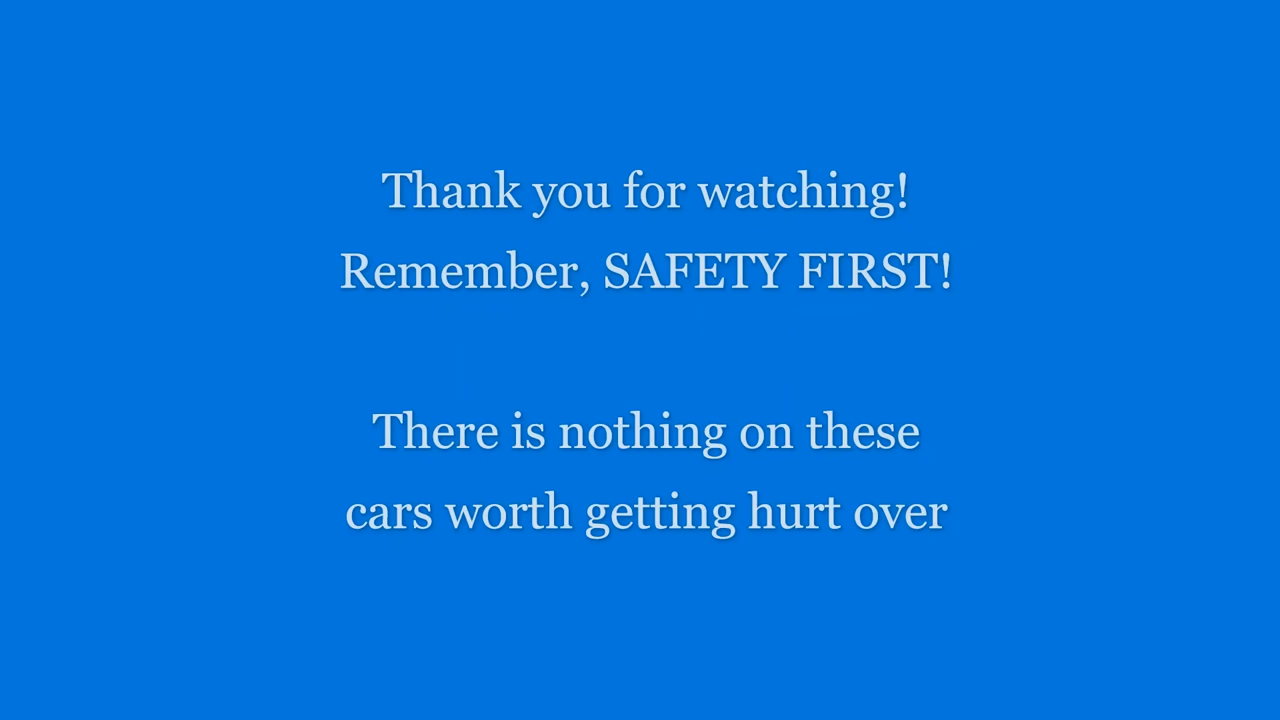 Thank you for watching!
Remember, SAFETY FIRST!
There is nothing on these
cars worth getting hurt over